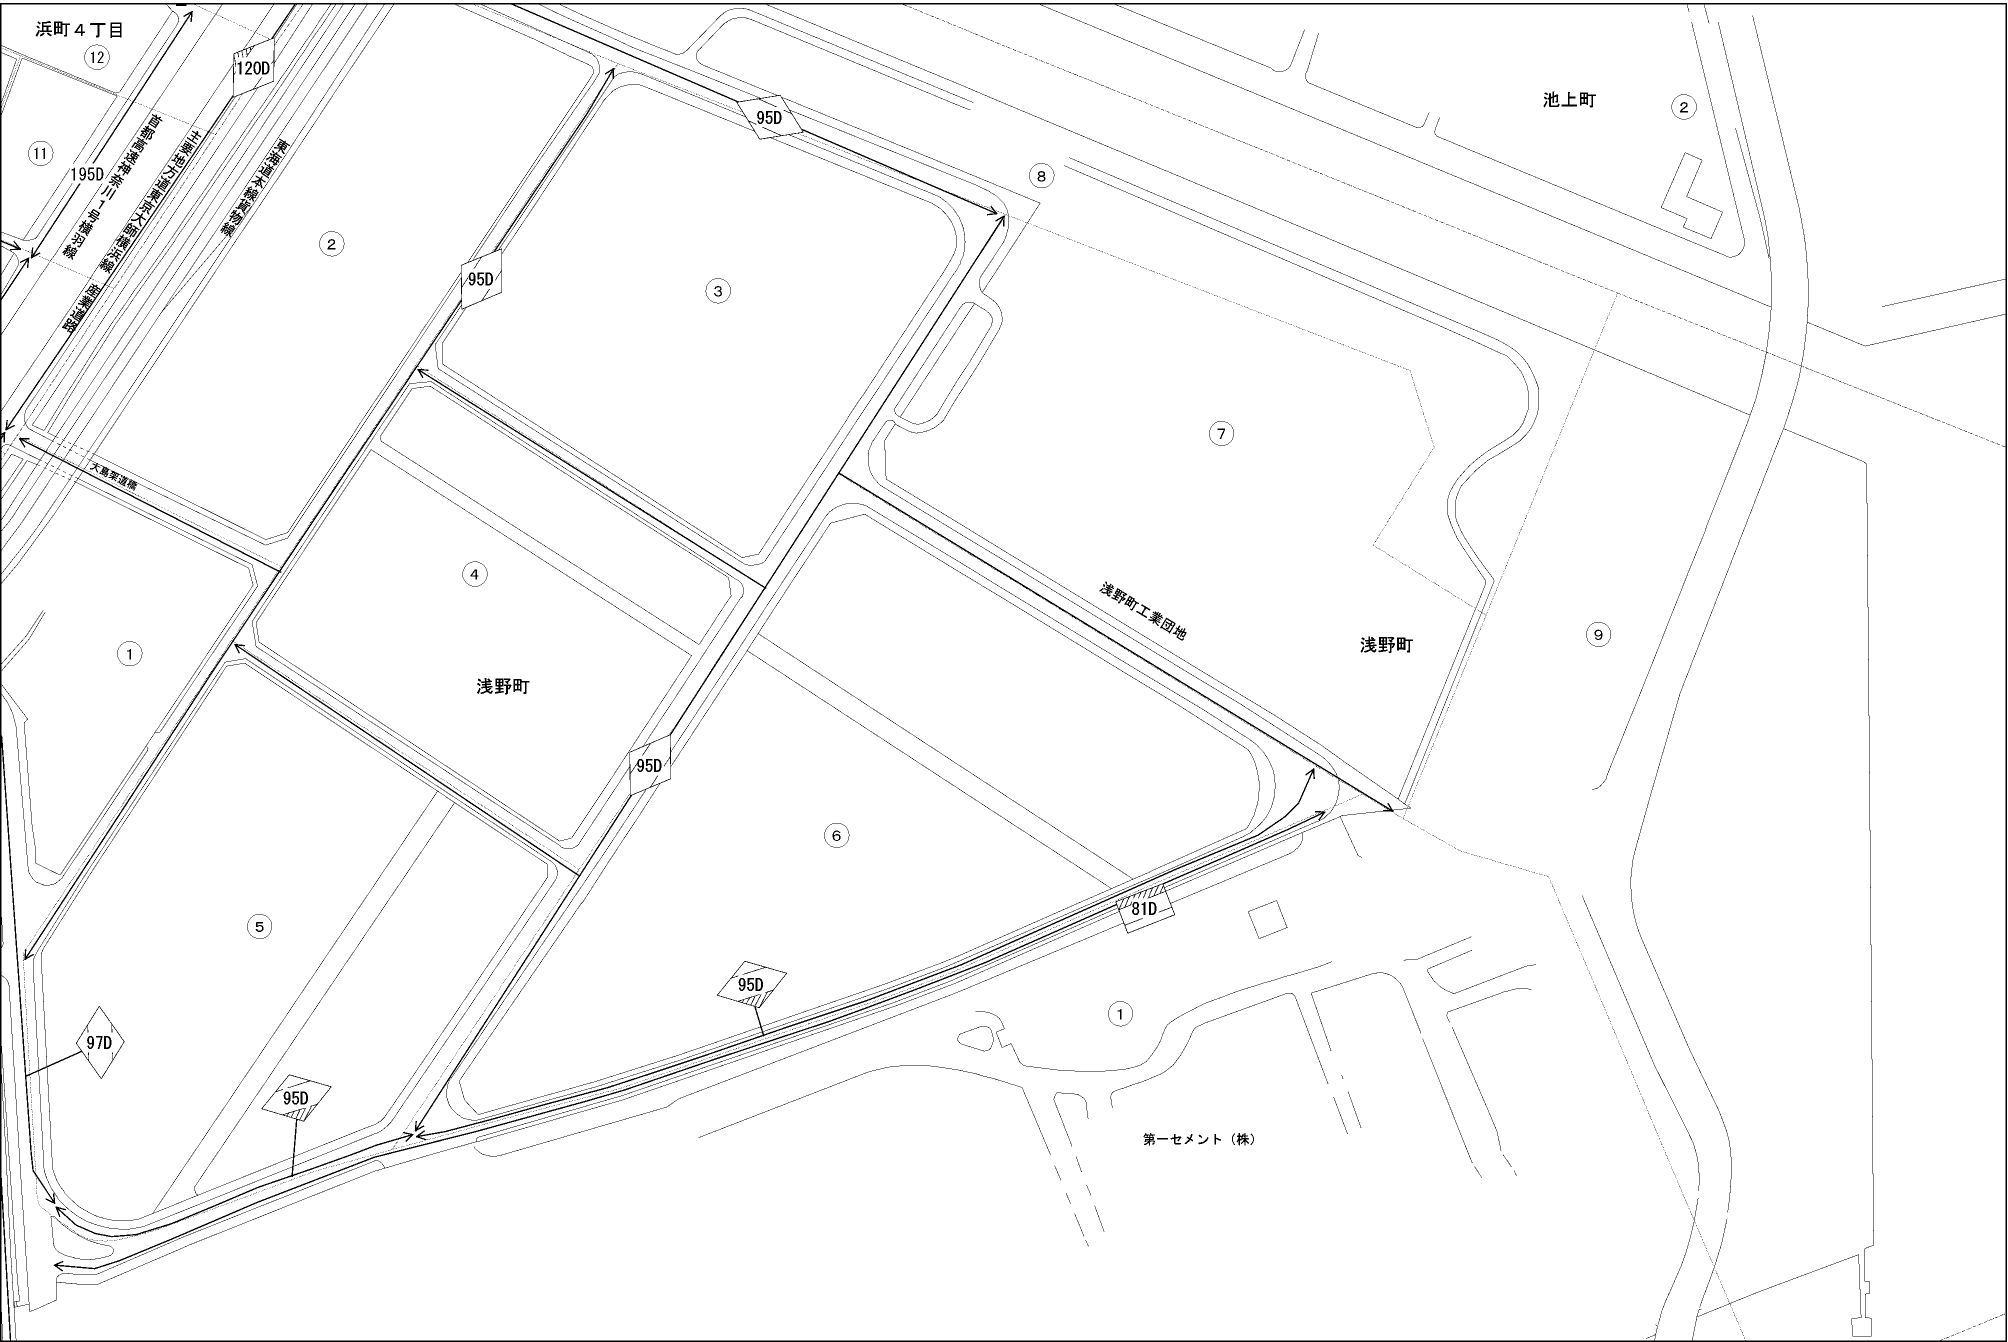 浜町４丁目
12
120D
池上町
2
95D
11
195D
首都高速神奈川１号横羽線
主要地方道東京大師横浜線　産業道路
東海道本線貨物線
8
2
95D
3
7
大島架道橋
4
浅野町工業団地
浅野町
9
1
浅野町
95D
6
81D
5
95D
1
97D
95D
第一セメント（株）